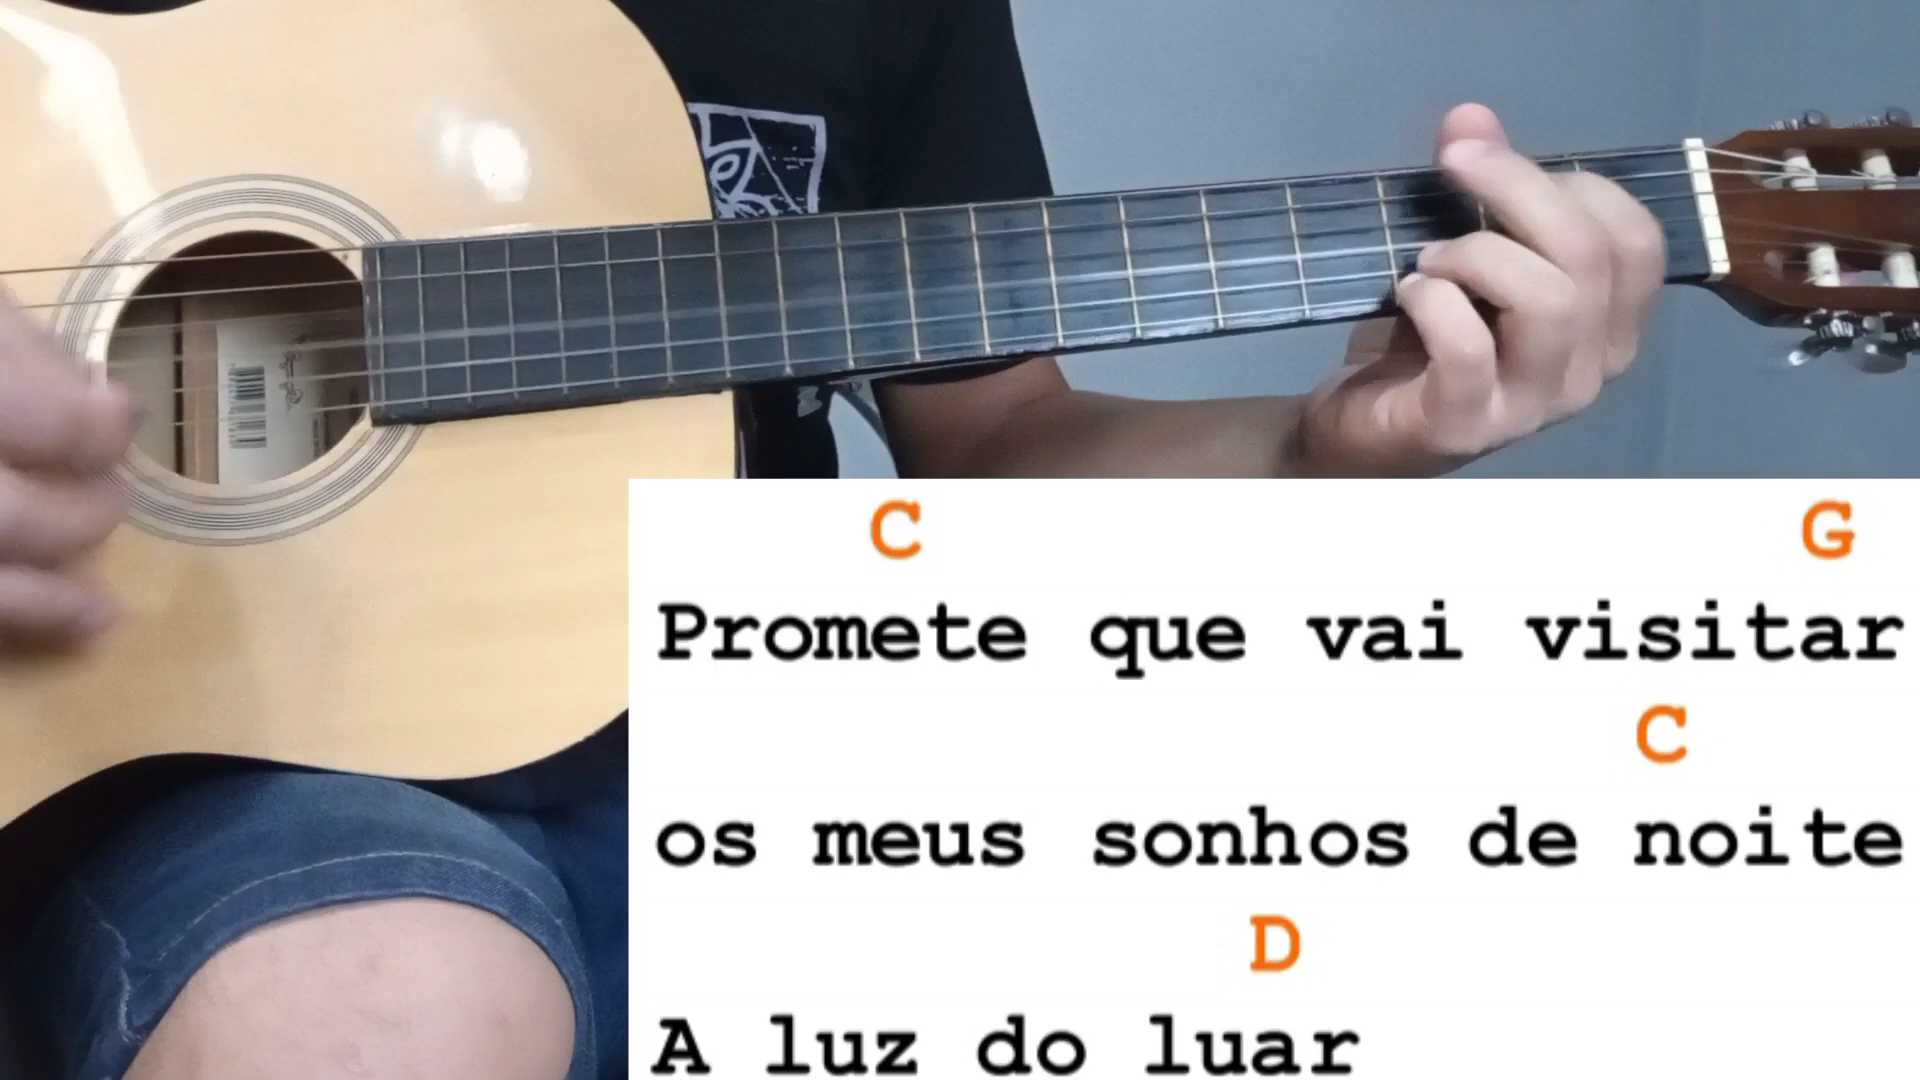 C G
Promete que vai visitar
C
os meus sonhos de noite
D
A luz do luar